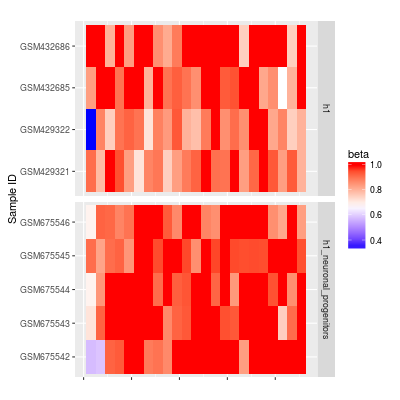 Sample ID
GSM432686
GSM432685
GSM429322
GSM429321
h1
GSM675546
GSM675545
GSM675544
GSM675543
GSM675542
h1_neuronal_progenitors
beta
1.0
0.8
0.6
0.4